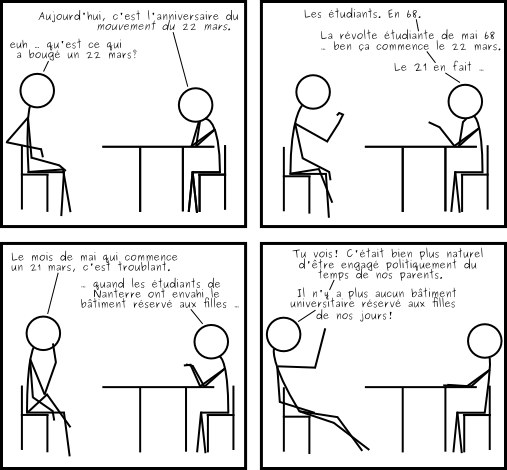 Aujourd'hui, c'est l'anniversaire du
mouvement du 22 mars.
euh .. qu'est ce qui
a bougé un 22 mars?
Les étudiants. En 68.
La révolte étudiante de mai 68
.. ben ça commence le 22 mars.
Le 21 en fait ..
Le mois de mai qui commence
un 21 mars, c'est troublant.
.. quand les étudiants de
Nanterre ont envahi le
bâtiment réservé aux filles ..
Tu vois! C'était bien plus naturel
d'être engagé politiquement du
temps de nos parents.
Il n'y a plus aucun bâtiment
universitaire réservé aux filles
de nos jours!